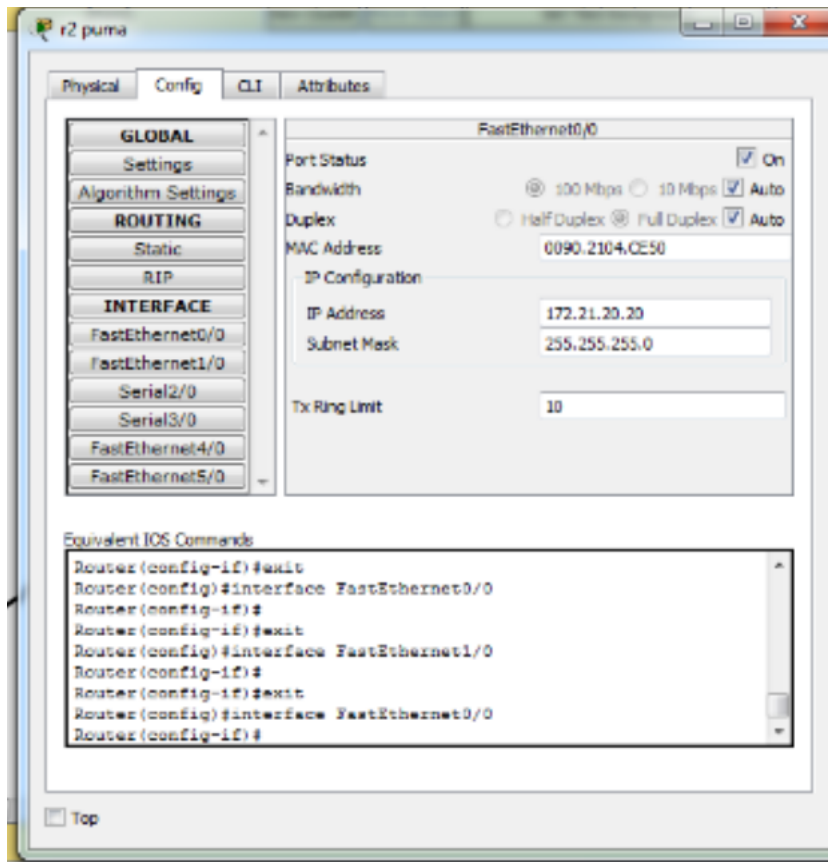 r2 puma
Physical Config CLI Attributes
GLOBAL
Settings
Algorithm Settings
ROUTING
Static
RIP
INTERFACE
FastEthernet0/0
FastEthernet1/0
Serial2/0
Serial3/0
FastEthernet4/0
FastEthernet5/0
FastEthernet0/0
Port Status On
Bandwidth 100 Mbps 10 Mbps Auto
Duplex Half Duplex Full Duplex Auto
MAC Address 0090.2104.CE50
IP Configuration
IP Address 172.21.20.20
Subnet Mask 255.255.255.0
Tx Ring Limit 10
Equivalent IOS Commands
Router(config-if)#exit
Router(config)#interface FastEthernet0/0
Router(config-if)#
Router(config-if)#exit
Router(config)#interface FastEthernet1/0
Router(config-if)#
Router(config-if)#exit
Router(config)#interface FastEthernet0/0
Router(config-if)#
Top